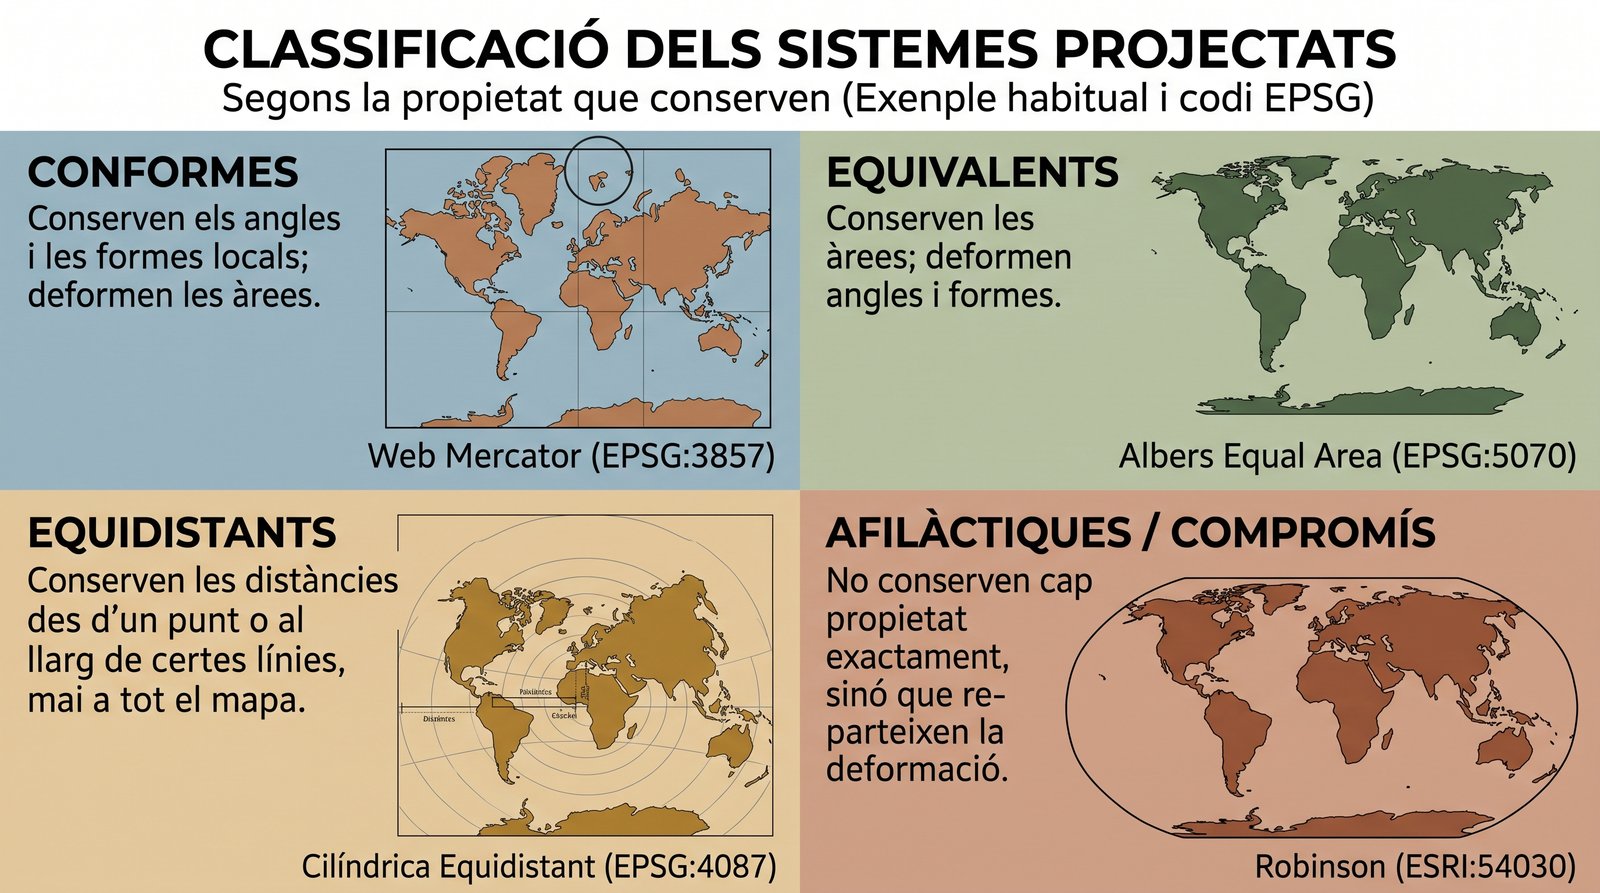 CLASSIFICACIÓ DELS SISTEMES PROJECTATS
Segons la propietat que conserven (Exenple habitual i codi EPSG)
CONFORMES
Conserven els angles
i les formes locals;
deformen les àrees.
Web Mercator (EPSG:3857)
EQUIVALENTS
Conserven les
àrees; deformen
angles i formes.
Albers Equal Area (EPSG:5070)
EQUIDISTANTS
Conserven les distàncies
des d’un punt o al
llarg de certes línies,
mai a tot el mapa.
Cilíndrica Equidistant (EPSG:4087)
AFILÀCTIQUES / COMPROMÍS
No conserven cap
propietat
exactament,
sinó que re-
parteixen la
deformació.
Robinson (ESRI:54030)